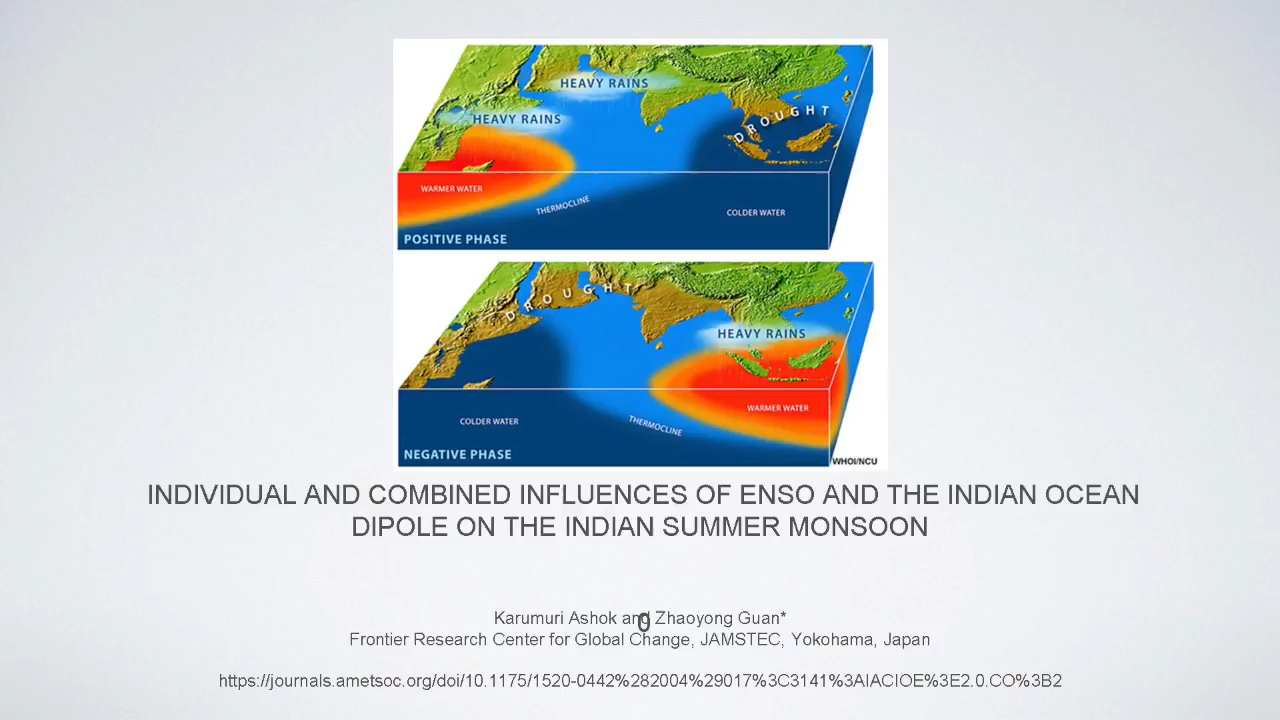 HEAVY RAINS
HEAVY RAINS
DROUGHT
WARMER WATER
THERMOCLINE
COLDER WATER
POSITIVE PHASE
DROUGHT
HEAVY RAINS
WARMER WATER
COLDER WATER
THERMOCLINE
NEGATIVE PHASE
WHOI/NCU
INDIVIDUAL AND COMBINED INFLUENCES OF ENSO AND THE INDIAN OCEAN
DIPOLE ON THE INDIAN SUMMER MONSOON
Karumuri Ashok and Zhaoyong Guan*
0
Frontier Research Center for Global Change, JAMSTEC, Yokohama, Japan
https://journals.ametsoc.org/doi/10.1175/1520-0442%282004%29017%3C3141%3AIACIOE%3E2.0.CO%3B2